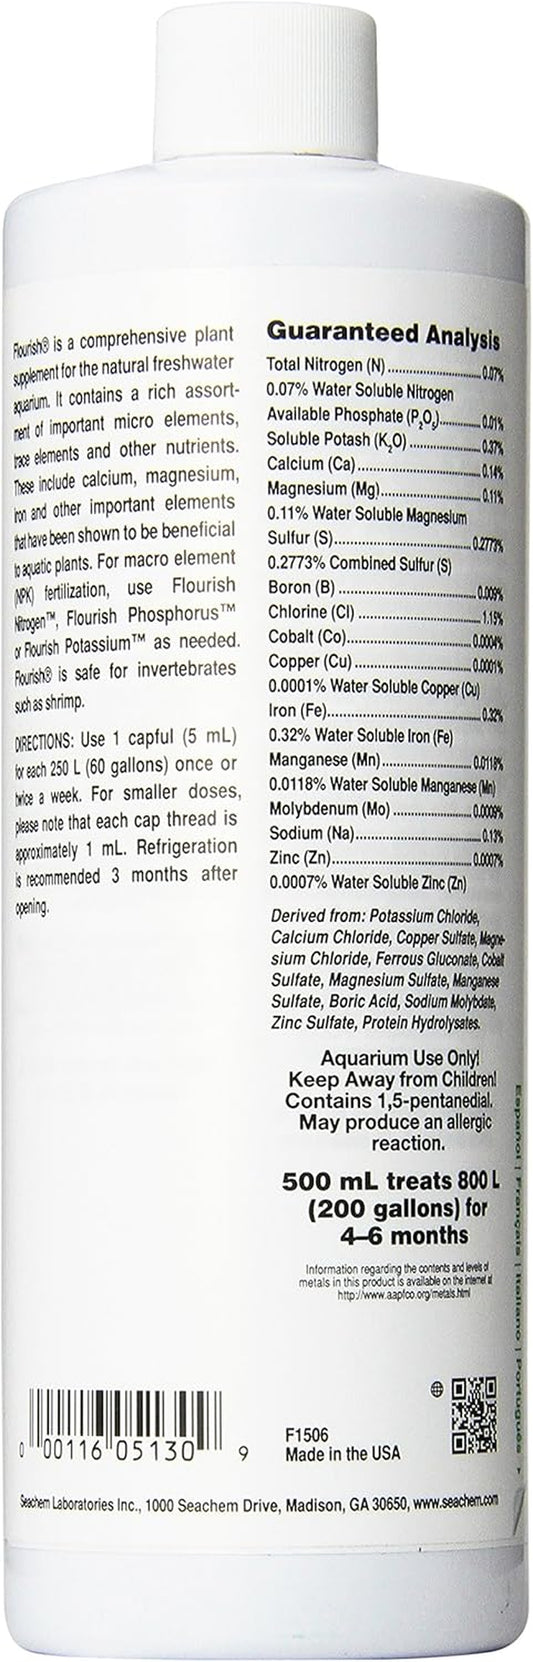 Flourish® is a comprehensive plant
supplement for the natural freshwater
aquarium. It contains a rich assort-
ment of important micro elements,
trace elements and other nutrients.
These include calcium, magnesium,
iron and other important elements
that have been shown to be beneficial
to aquatic plants. For macro element
(NPK) fertilization, use Flourish
Nitrogen™, Flourish Phosphorus™
or Flourish Potassium™ as needed.
Flourish® is safe for invertebrates
such as shrimp.
DIRECTIONS: Use 1 capful (5 mL)
for each 250 L (60 gallons) once or
twice a week. For smaller doses,
please note that each cap thread is
approximately 1 mL. Refrigeration
is recommended 3 months after
opening.
Guaranteed Analysis
Total Nitrogen (N)..............................0.07%
0.07% Water Soluble Nitrogen
Available Phosphate (P₂O₅)..............0.01%
Soluble Potash (K₂O) ........................0.37%
Calcium (Ca) ......................................0.14%
Magnesium (Mg)................................0.11%
0.11% Water Soluble Magnesium
Sulfur (S)........................................0.2773%
0.2773% Combined Sulfur (S)
Boron (B) ..........................................0.009%
Chlorine (Cl) ......................................1.15%
Cobalt (Co)......................................0.0004%
Copper (Cu) ....................................0.0001%
0.0001% Water Soluble Copper (Cu)
Iron (Fe)..............................................0.32%
0.32% Water Soluble Iron (Fe)
Manganese (Mn)............................0.0118%
0.0118% Water Soluble Manganese (Mn)
Molybdenum (Mo) ..........................0.0009%
Sodium (Na)........................................0.13%
Zinc (Zn)..........................................0.0007%
0.0007% Water Soluble Zinc (Zn)
Derived from: Potassium Chloride,
Calcium Chloride, Copper Sulfate, Magne-
sium Chloride, Ferrous Gluconate, Cobalt
Sulfate, Magnesium Sulfate, Manganese
Sulfate, Boric Acid, Sodium Molybdate,
Zinc Sulfate, Protein Hydrolysates.
Aquarium Use Only!
Keep Away from Children!
Contains 1,5-pentanedial.
May produce an allergic
reaction.
500 mL treats 800 L
(200 gallons) for
4–6 months
Information regarding the contents and levels of
metals in this product is available on the internet at
http://www.aapfco.org/metals.html
Español | Français | Italiano | Português
0 00116 05130 9
F1506
Made in the USA
Seachem Laboratories Inc., 1000 Seachem Drive, Madison, GA 30650, www.seachem.com